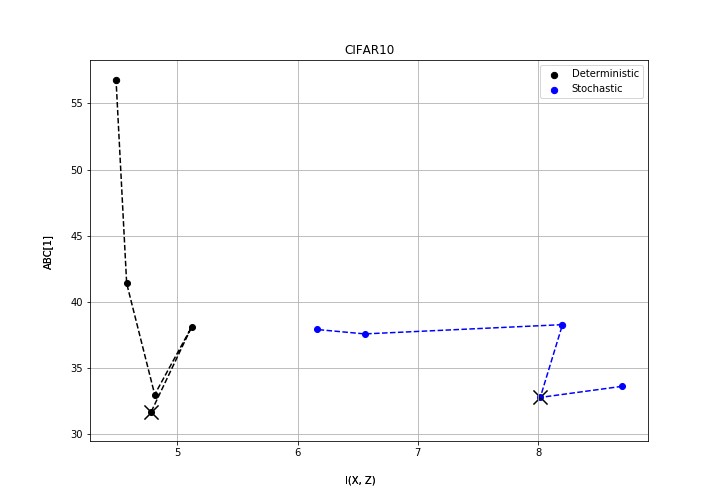 CIFAR10
Deterministic
Stochastic
55
50
45
40
35
30
ABC[1]
5
6
7
8
I(X, Z)